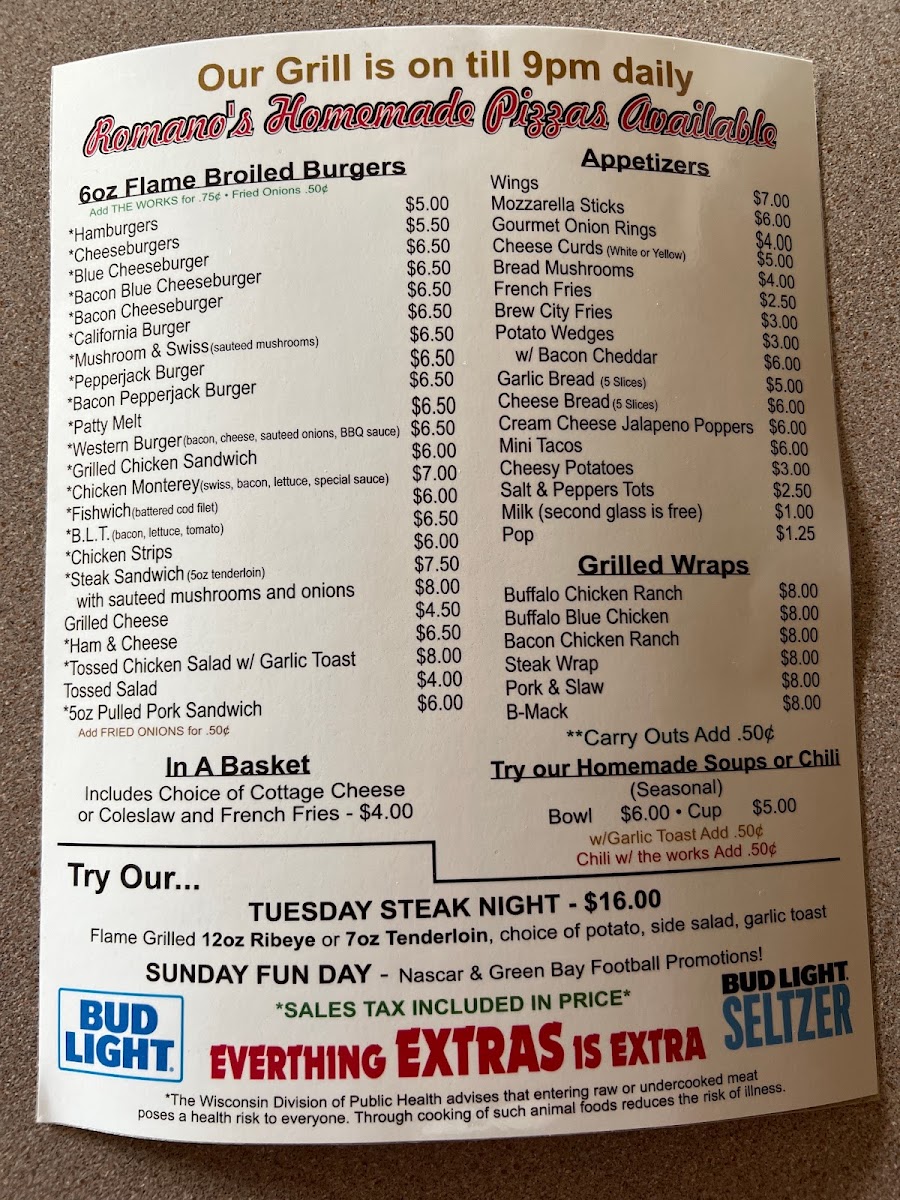 Our Grill is on till 9pm daily
Romano's Homemade Pizzas Available
6oz Flame Broiled Burgers
Add THE WORKS for .75¢ • Fried Onions .50¢
*Hamburgers $5.00
*Cheeseburgers $5.50
*Blue Cheeseburger $6.50
*Bacon Blue Cheeseburger $6.50
*Bacon Cheeseburger $6.50
*California Burger $6.50
*Mushroom & Swiss (sauteed mushrooms) $6.50
*Pepperjack Burger $6.50
*Bacon Pepperjack Burger $6.50
*Patty Melt $6.50
*Western Burger (bacon, cheese, sauteed onions, BBQ sauce) $6.50
*Grilled Chicken Sandwich $6.00
*Chicken Monterey (swiss, bacon, lettuce, special sauce) $7.00
*Fishwich (battered cod filet) $6.00
*B.L.T. (bacon, lettuce, tomato) $6.50
*Chicken Strips $6.00
*Steak Sandwich (5oz tenderloin) $7.50
with sauteed mushrooms and onions $8.00
Grilled Cheese $4.50
*Ham & Cheese $6.50
*Tossed Chicken Salad w/ Garlic Toast $8.00
Tossed Salad $4.00
*5oz Pulled Pork Sandwich $6.00
Add FRIED ONIONS for .50¢
In A Basket
Includes Choice of Cottage Cheese
or Coleslaw and French Fries - $4.00
Appetizers
Wings $7.00
Mozzarella Sticks $6.00
Gourmet Onion Rings $4.00
Cheese Curds (White or Yellow) $5.00
Bread Mushrooms $4.00
French Fries $2.50
Brew City Fries $3.00
Potato Wedges $3.00
w/ Bacon Cheddar $6.00
Garlic Bread (5 Slices) $5.00
Cheese Bread (5 Slices) $6.00
Cream Cheese Jalapeno Poppers $6.00
Mini Tacos $6.00
Cheesy Potatoes $3.00
Salt & Peppers Tots $2.50
Milk (second glass is free) $1.00
Pop $1.25
Grilled Wraps
Buffalo Chicken Ranch $8.00
Buffalo Blue Chicken $8.00
Bacon Chicken Ranch $8.00
Steak Wrap $8.00
Pork & Slaw $8.00
B-Mack $8.00
**Carry Outs Add .50¢
Try our Homemade Soups or Chili
(Seasonal)
Bowl $6.00 • Cup $5.00
w/Garlic Toast Add .50¢
Chili w/ the works Add .50¢
Try Our...
TUESDAY STEAK NIGHT - $16.00
Flame Grilled 12oz Ribeye or 7oz Tenderloin, choice of potato, side salad, garlic toast
SUNDAY FUN DAY - Nascar & Green Bay Football Promotions!
*SALES TAX INCLUDED IN PRICE*
BUD
LIGHT.
EVERTHING EXTRAS IS EXTRA
BUD LIGHT.
SELTZER
*The Wisconsin Division of Public Health advises that entering raw or undercooked meat
poses a health risk to everyone. Through cooking of such animal foods reduces the risk of illness.